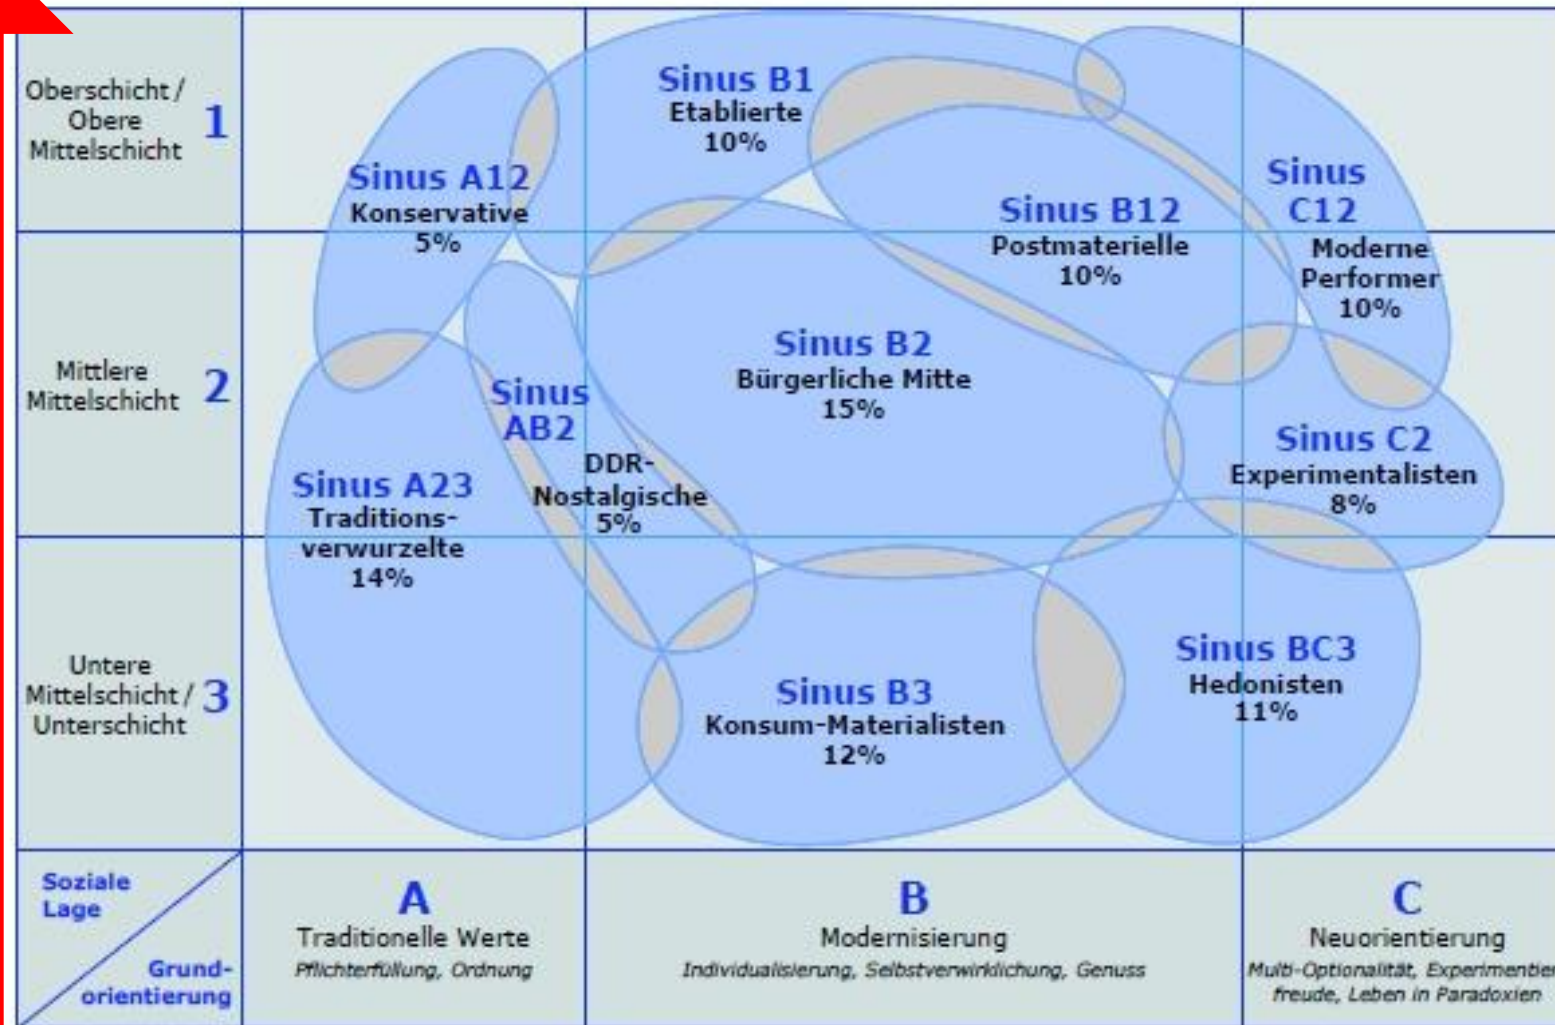 Oberschicht /
Obere
Mittelschicht
1
Sinus B1
Etablierte
10%
Sinus A12
Konservative
5%
Sinus B12
Postmaterielle
10%
Sinus
C12
Moderne
Performer
10%
Mittlere
Mittelschicht
2
Sinus B2
Bürgerliche Mitte
15%
Sinus
AB2
DDR-
Nostalgische
5%
Sinus A23
Traditions-
verwurzelte
14%
Sinus C2
Experimentalisten
8%
Untere
Mittelschicht /
Unterschicht
3
Sinus B3
Konsum-Materialisten
12%
Sinus BC3
Hedonisten
11%
Soziale
Lage
Grund-
orientierung
A
Traditionelle Werte
Pflichterfüllung, Ordnung
B
Modernisierung
Individualisierung, Selbstverwirklichung, Genuss
C
Neuorientierung
Multi-Optionalität, Experimentier
freude, Leben in Paradoxien